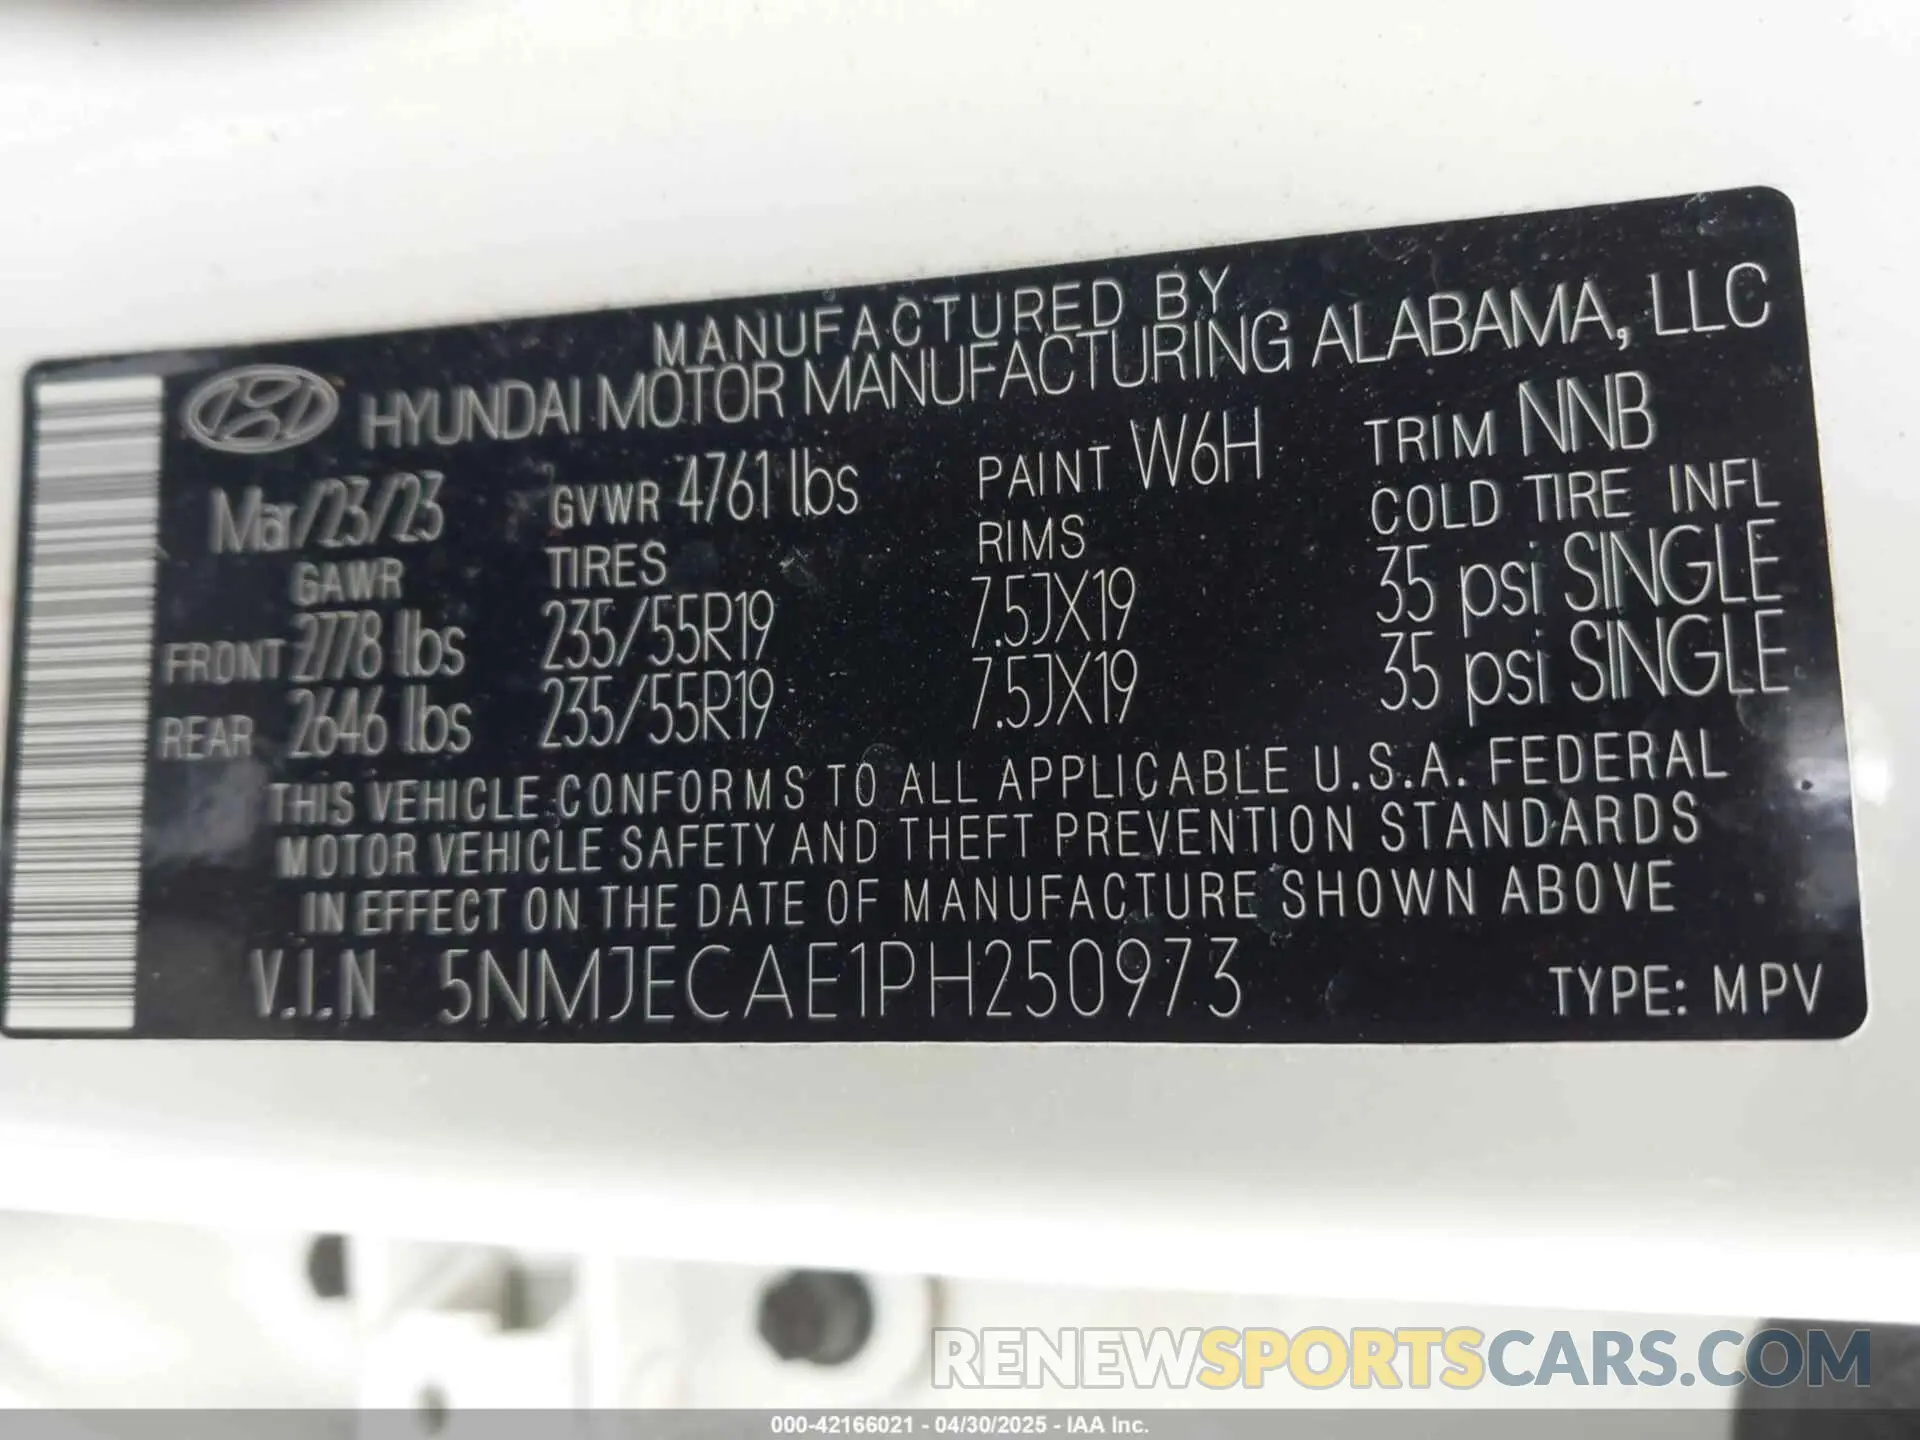 MANUFACTURED BY
HYUNDAI MOTOR MANUFACTURING ALABAMA, LLC
Mar/23/23 GVWR 4761 lbs PAINT W6H TRIM NNB
GAWR TIRES RIMS COLD TIRE INFL
FRONT 2778 lbs 235/55R19 7.5JX19 35 psi SINGLE
REAR 2646 lbs 235/55R19 7.5JX19 35 psi SINGLE
THIS VEHICLE CONFORMS TO ALL APPLICABLE U.S.A. FEDERAL
MOTOR VEHICLE SAFETY AND THEFT PREVENTION STANDARDS
IN EFFECT ON THE DATE OF MANUFACTURE SHOWN ABOVE
V.I.N 5NMJECAE1PH250973 TYPE: MPV
RENEWSPORTSCARS.COM
000-42166021 - 04/30/2025 - IAA Inc.